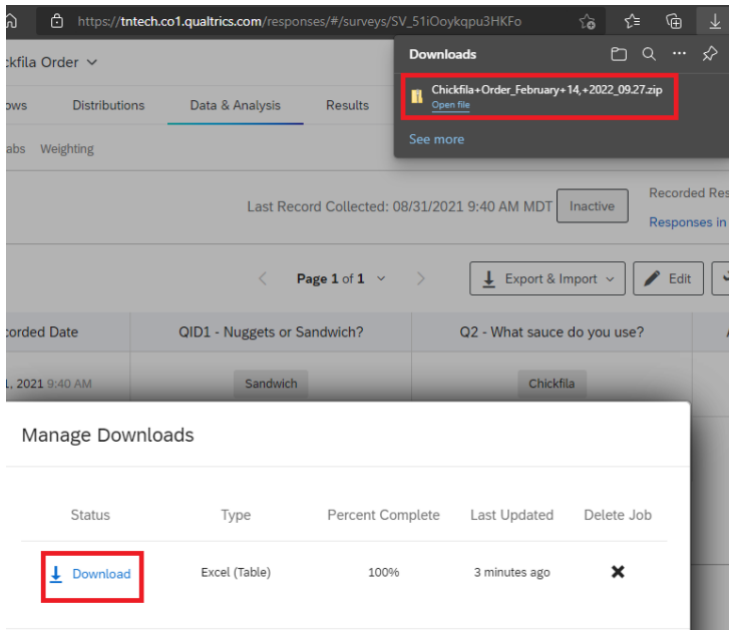 https://tntech.co1.qualtrics.com/responses/#/surveys/SV_51iOoykqpu3HKFo
ckfila Order
Downloads
Chickfila+Order_February+14,+2022_09.27.zip
Open file
See more
ows Distributions Data & Analysis Results
abs Weighting
Last Record Collected: 08/31/2021 9:40 AM MDT Inactive
Recorded Res
Responses in
Page 1 of 1 Export & Import Edit
corded Date QID1 - Nuggets or Sandwich? Q2 - What sauce do you use?
1, 2021 9:40 AM Sandwich Chickfila
Manage Downloads
Status Type Percent Complete Last Updated Delete Job
Download Excel (Table) 100% 3 minutes ago